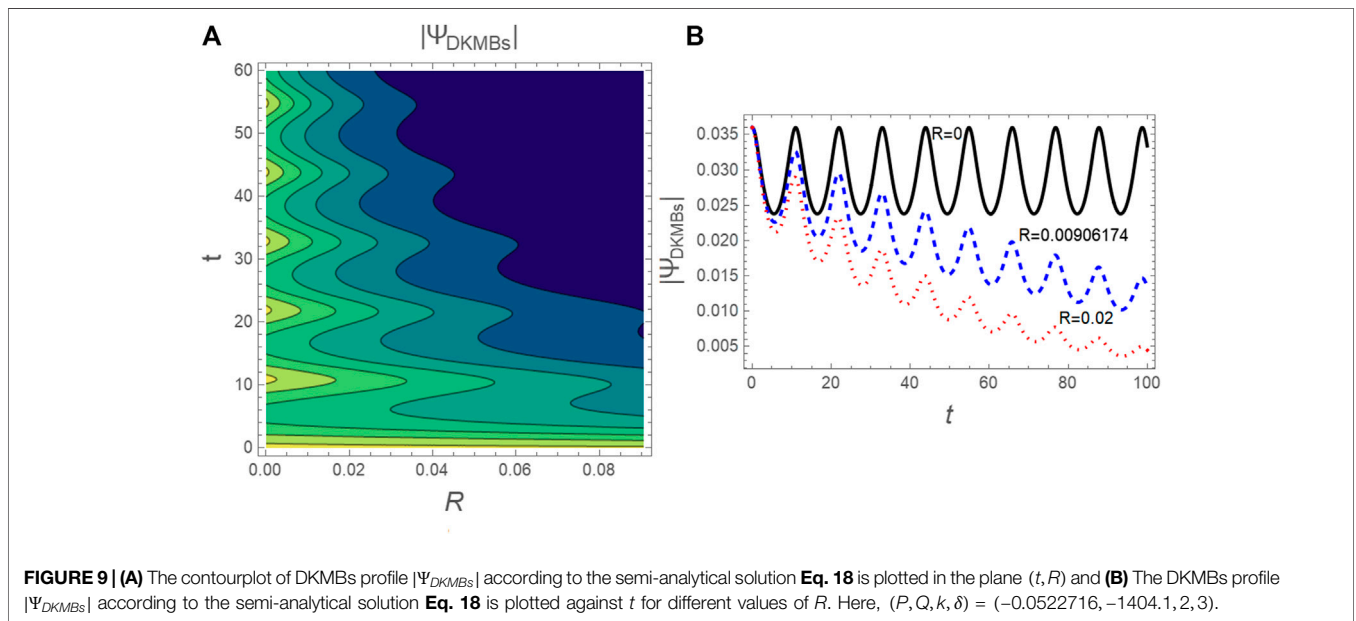 A
|Ψ_DKMBs|
60
50
40
30
20
10
0
t
0.00 0.02 0.04 0.06 0.08
R
B
0.035
0.030
0.025
0.020
0.015
0.010
0.005
|Ψ_DKMBs|
R=0
R=0.00906174
R=0.02
0 20 40 60 80 100
t
FIGURE 9 | (A) The contourplot of DKMBs profile |Ψ_DKMBs| according to the semi-analytical solution Eq. 18 is plotted in the plane (t, R) and (B) The DKMBs profile
|Ψ_DKMBs| according to the semi-analytical solution Eq. 18 is plotted against t for different values of R. Here, (P, Q, k, δ) = (−0.0522716, −1404.1, 2, 3).